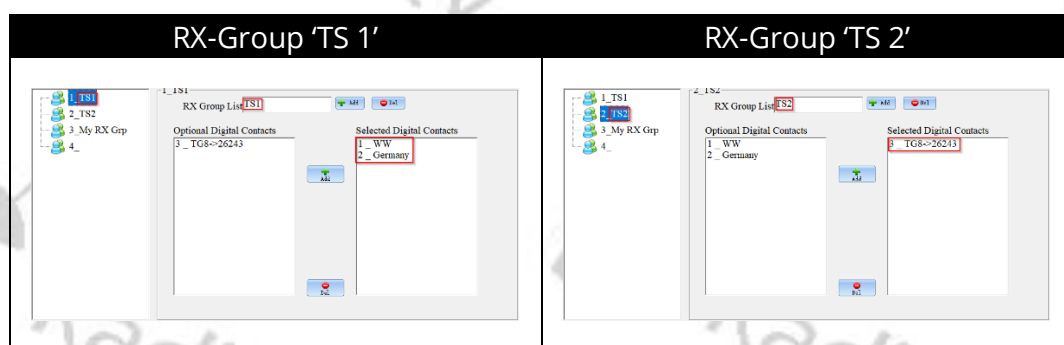 RX-Group ‘TS 1’
1_TS1
2_TS2
3_My RX Grp
4_
1_TS1
RX Group List TS1
Add
Del
Optional Digital Contacts
3 _ TG8->26243
Add
Del
Selected Digital Contacts
1 _ WW
2 _ Germany
RX-Group ‘TS 2’
1_TS1
2_TS2
3_My RX Grp
4_
2_TS2
RX Group List TS2
Add
Del
Optional Digital Contacts
1 _ WW
2 _ Germany
Add
Del
Selected Digital Contacts
3 _ TG8->26243